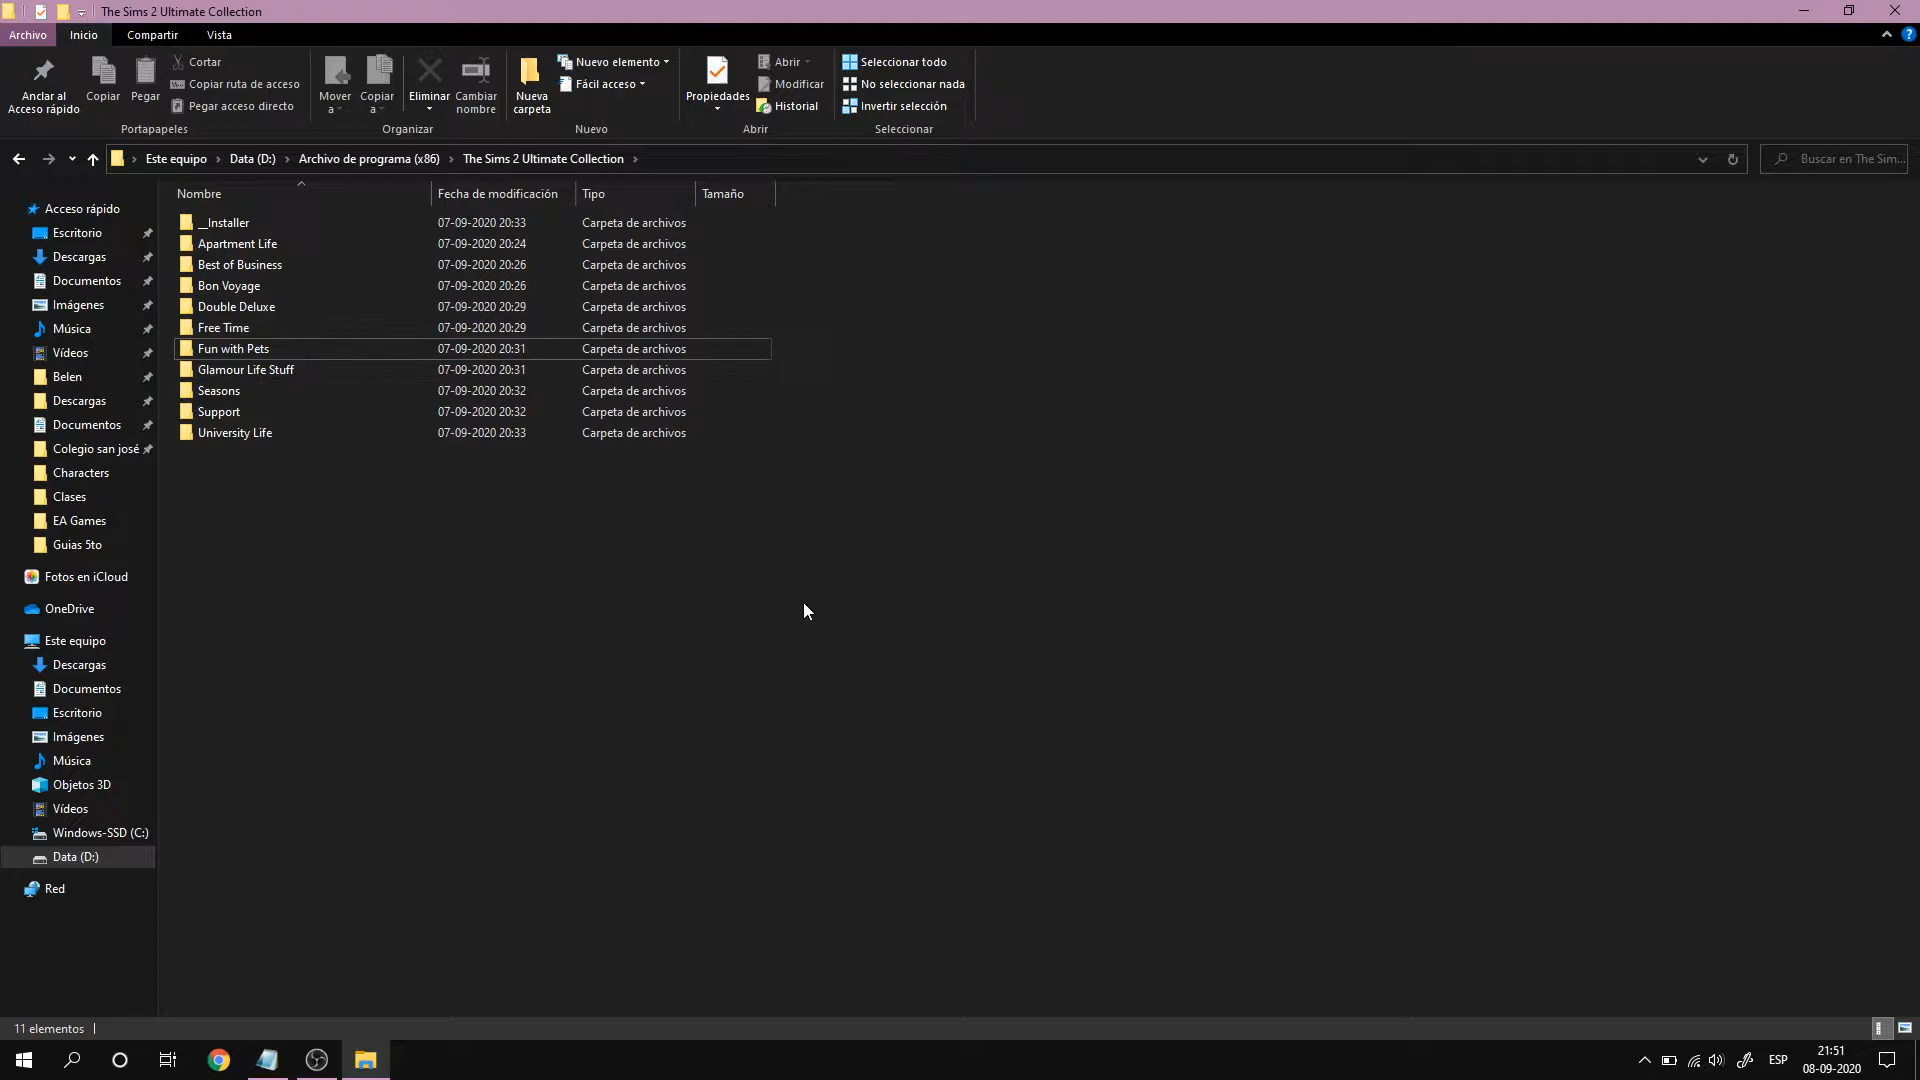 The Sims 2 Ultimate Collection
Archivo
Inicio
Compartir
Vista
Anclar al
Acceso rápido
Copiar
Pegar
Cortar
Copiar ruta de acceso
Pegar acceso directo
Portapapeles
Mover
a
Copiar
a
Eliminar
Cambiar
nombre
Organizar
Nueva
carpeta
Nuevo elemento
Fácil acceso
Nuevo
Propiedades
Abrir
Modificar
Historial
Abrir
Seleccionar todo
No seleccionar nada
Invertir selección
Seleccionar
Este equipo > Data (D:) > Archivo de programa (x86) > The Sims 2 Ultimate Collection >
Buscar en The Sim...
Nombre Fecha de modificación Tipo Tamaño
__Installer 07-09-2020 20:33 Carpeta de archivos
Apartment Life 07-09-2020 20:24 Carpeta de archivos
Best of Business 07-09-2020 20:26 Carpeta de archivos
Bon Voyage 07-09-2020 20:26 Carpeta de archivos
Double Deluxe 07-09-2020 20:29 Carpeta de archivos
Free Time 07-09-2020 20:29 Carpeta de archivos
Fun with Pets 07-09-2020 20:31 Carpeta de archivos
Glamour Life Stuff 07-09-2020 20:31 Carpeta de archivos
Seasons 07-09-2020 20:32 Carpeta de archivos
Support 07-09-2020 20:32 Carpeta de archivos
University Life 07-09-2020 20:33 Carpeta de archivos
Acceso rápido
Escritorio
Descargas
Documentos
Imágenes
Música
Vídeos
Belen
Descargas
Documentos
Colegio san josé
Characters
Clases
EA Games
Guias 5to
Fotos en iCloud
OneDrive
Este equipo
Descargas
Documentos
Escritorio
Imágenes
Música
Objetos 3D
Vídeos
Windows-SSD (C:)
Data (D:)
Red
11 elementos
ESP
21:51
08-09-2020